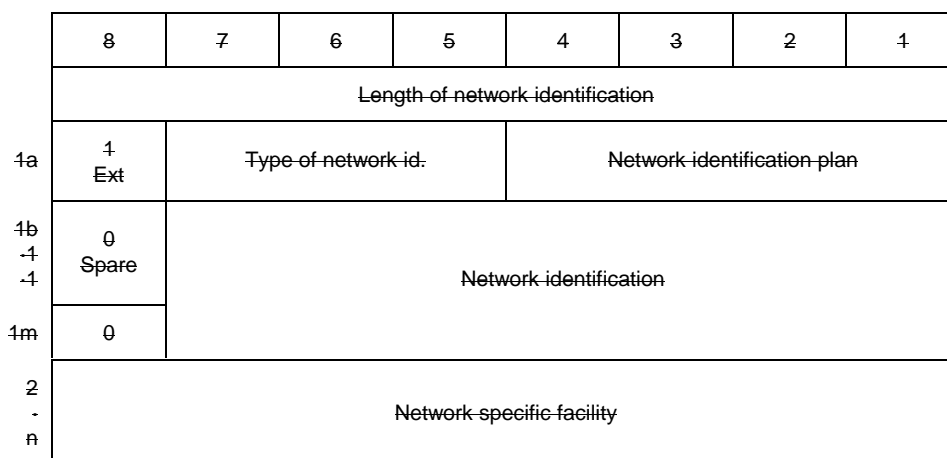 8 7 6 5 4 3 2 1
Length of network identification
1a 1 Type of network id. Network identification plan
Ext
1b 0
.1 Spare
.1
Network identification
1m 0
2
. Network specific facility
n